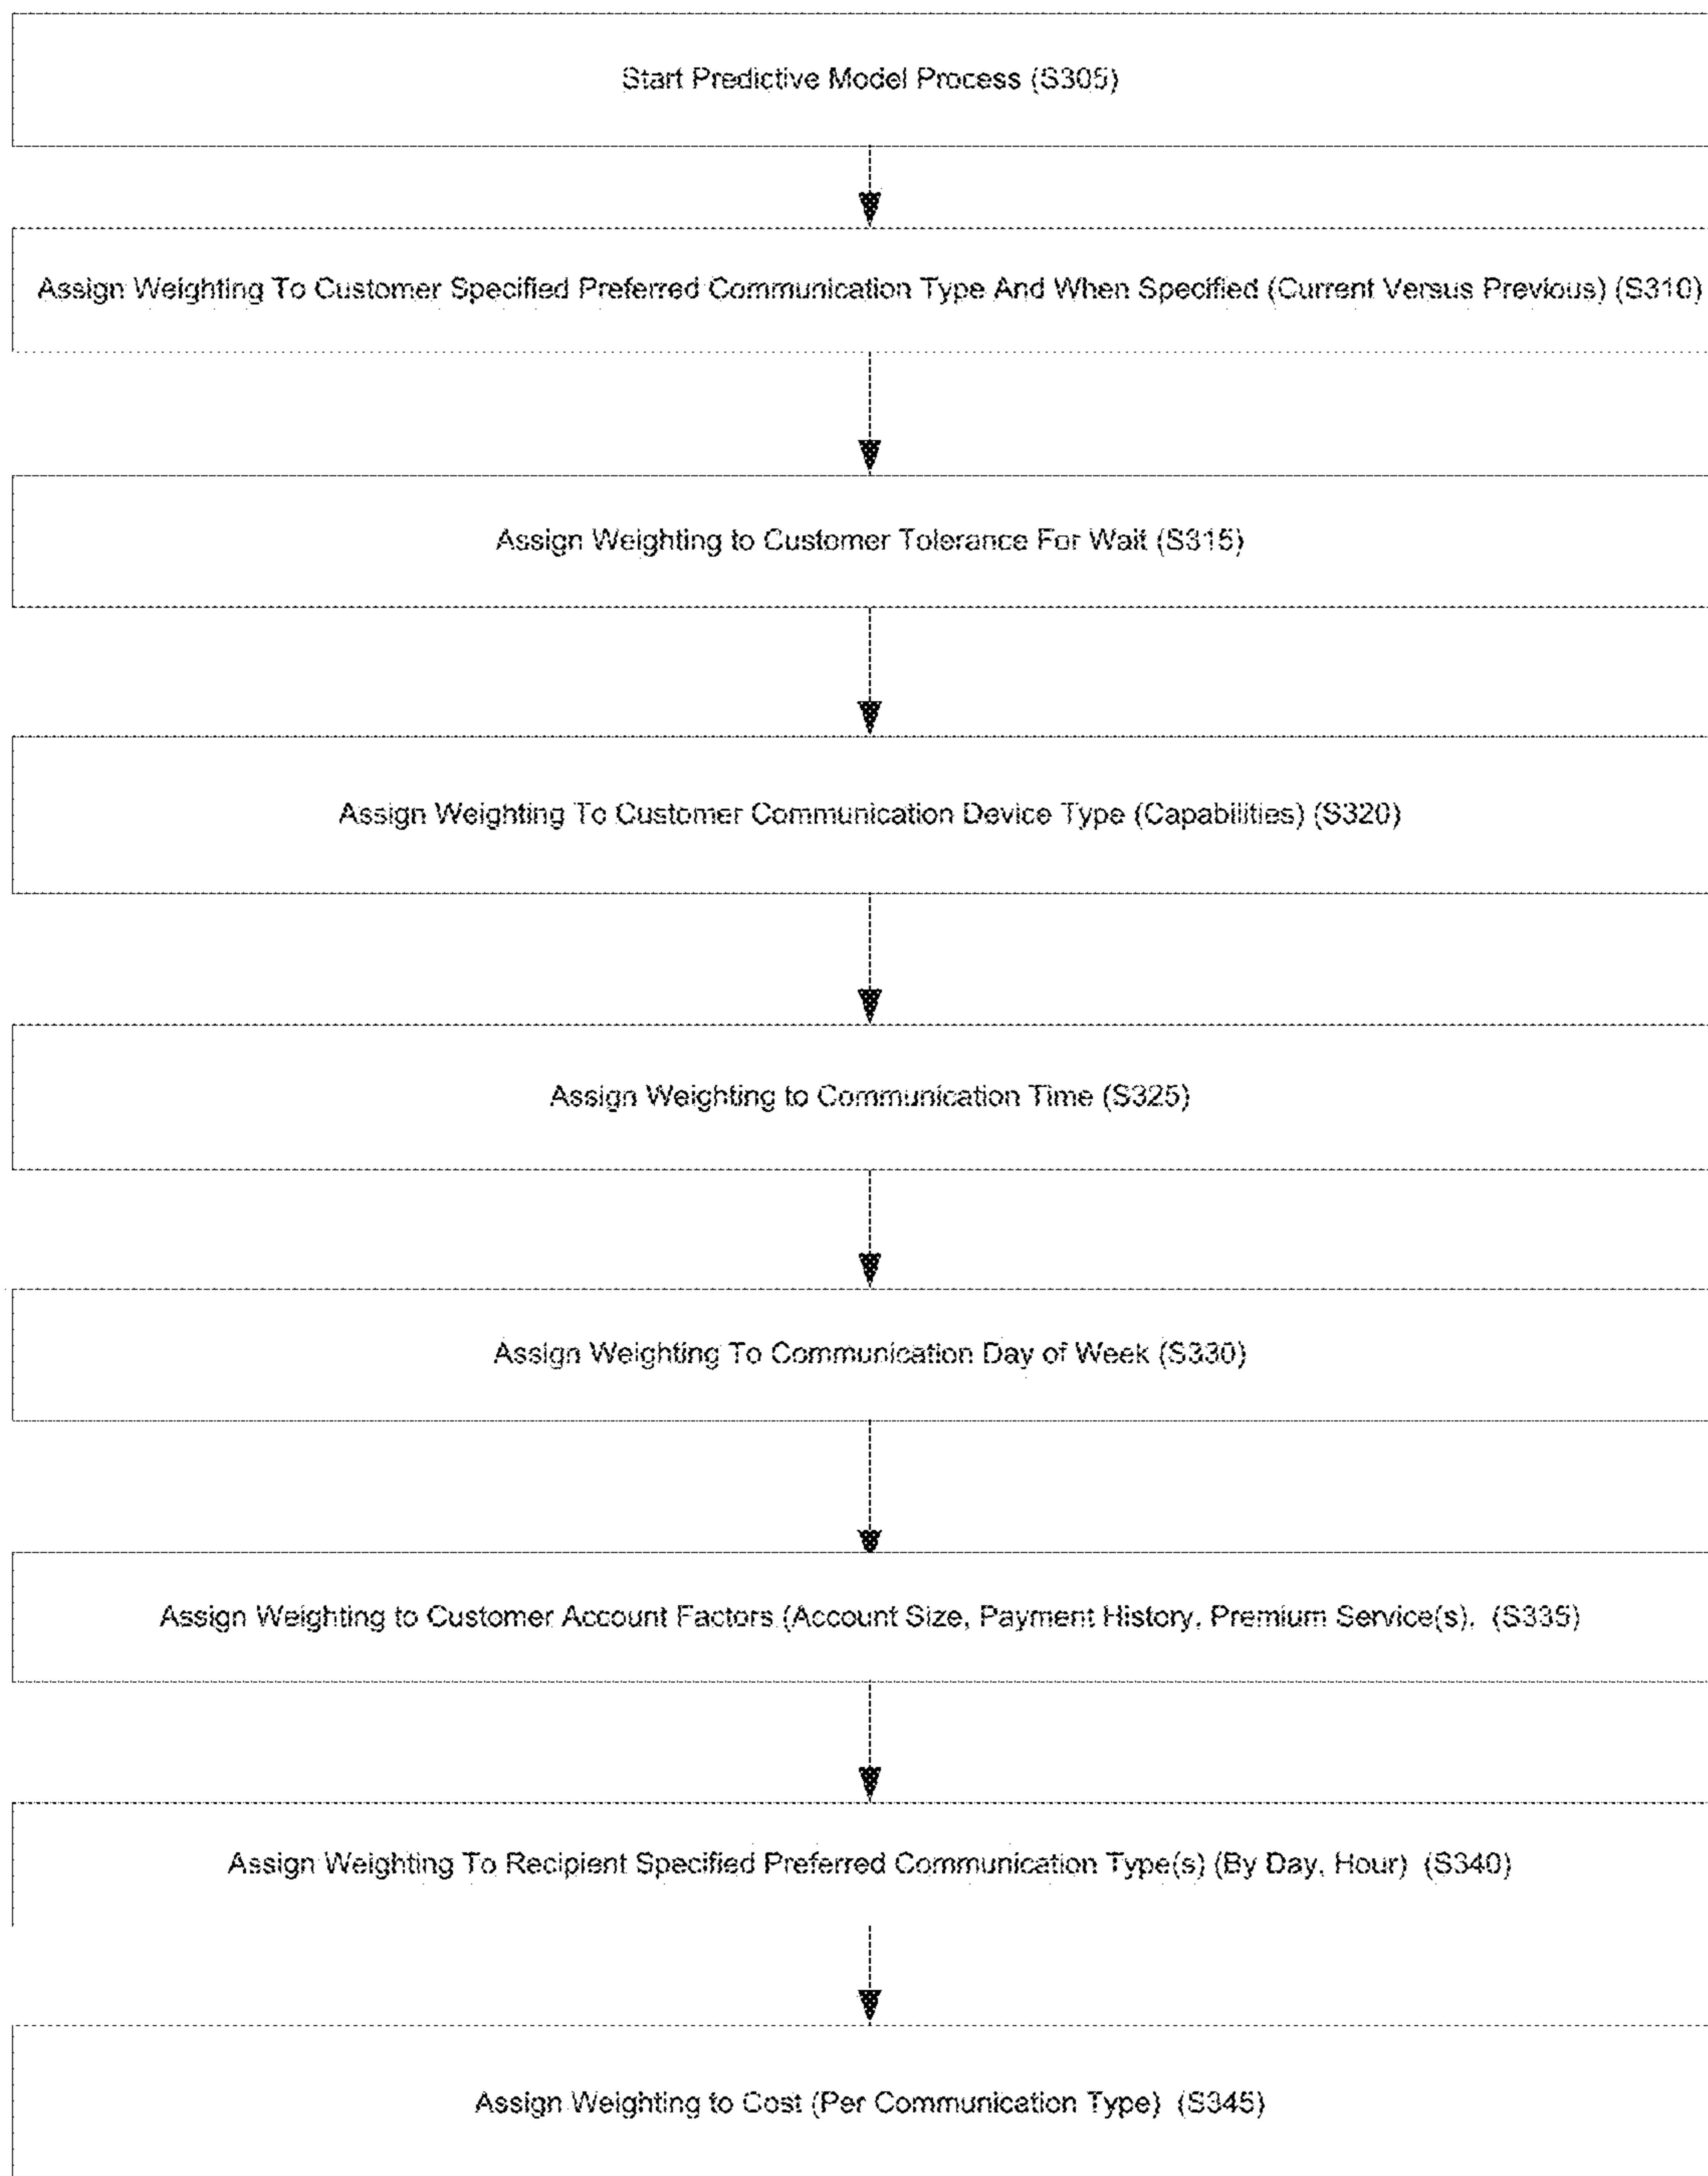 Start Predictive Model Process (S305)
Assign Weighting To Customer Specified Preferred Communication Type And When Specified (Current Versus Previous) (S310)
Assign Weighting to Customer Tolerance For Wait (S315)
Assign Weighting To Customer Communication Device Type (Capabilities) (S320)
Assign Weighting to Communication Time (S325)
Assign Weighting To Communication Day of Week (S330)
Assign Weighting to Customer Account Factors (Account Size, Payment History, Premium Service(s). (S335)
Assign Weighting To Recipient Specified Preferred Communication Type(s) (By Day, Hour) (S340)
Assign Weighting to Cost (Per Communication Type) (S345)